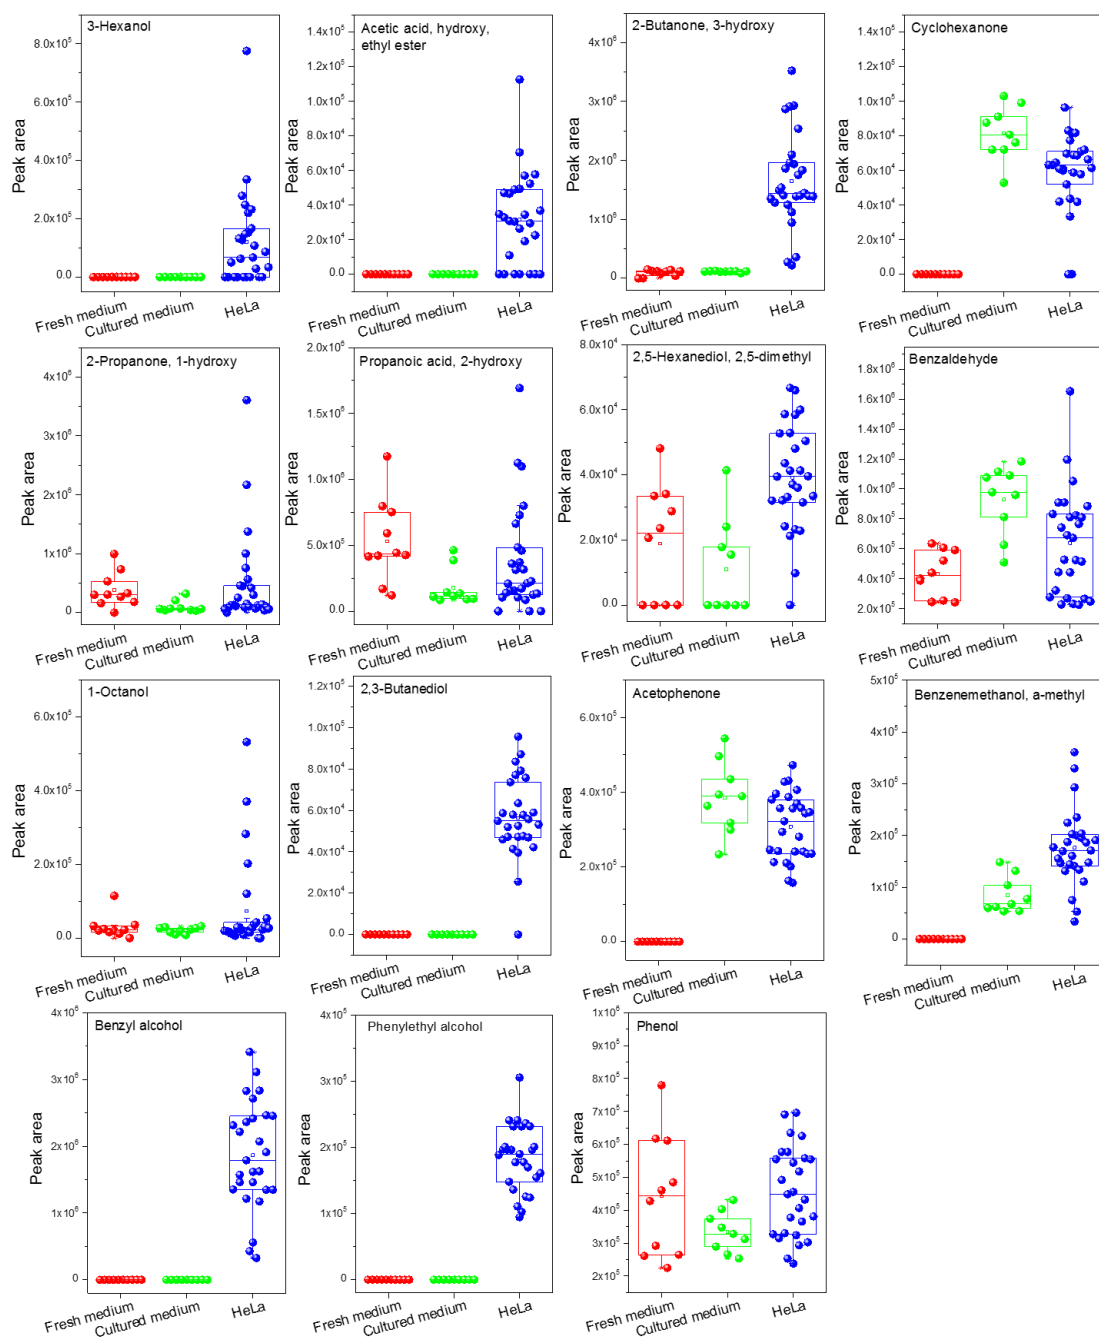 3-Hexanol
Peak area
8.0x10⁵
6.0x10⁵
4.0x10⁵
2.0x10⁵
0.0
Fresh medium
Cultured medium
HeLa
Acetic acid, hydroxy,
ethyl ester
Peak area
1.4x10⁵
1.2x10⁵
1.0x10⁵
8.0x10⁴
6.0x10⁴
4.0x10⁴
2.0x10⁴
0.0
Fresh medium
Cultured medium
HeLa
2-Butanone, 3-hydroxy
Peak area
4x10⁶
3x10⁶
2x10⁶
1x10⁶
0
Fresh medium
Cultured medium
HeLa
Cyclohexanone
Peak area
1.4x10⁵
1.2x10⁵
1.0x10⁵
8.0x10⁴
6.0x10⁴
4.0x10⁴
2.0x10⁴
0.0
Fresh medium
Cultured medium
HeLa
2-Propanone, 1-hydroxy
Peak area
4x10⁶
3x10⁶
2x10⁶
1x10⁶
0
Fresh medium
Cultured medium
HeLa
Propanoic acid, 2-hydroxy
Peak area
2.0x10⁶
1.5x10⁶
1.0x10⁶
5.0x10⁵
0.0
Fresh medium
Cultured medium
HeLa
2,5-Hexanediol, 2,5-dimethyl
Peak area
8.0x10⁴
6.0x10⁴
4.0x10⁴
2.0x10⁴
0.0
Fresh medium
Cultured medium
HeLa
Benzaldehyde
Peak area
1.8x10⁶
1.6x10⁶
1.4x10⁶
1.2x10⁶
1.0x10⁶
8.0x10⁵
6.0x10⁵
4.0x10⁵
2.0x10⁵
Fresh medium
Cultured medium
HeLa
1-Octanol
Peak area
6.0x10⁵
4.0x10⁵
2.0x10⁵
0.0
Fresh medium
Cultured medium
HeLa
2,3-Butanediol
Peak area
1.2x10⁵
1.0x10⁵
8.0x10⁴
6.0x10⁴
4.0x10⁴
2.0x10⁴
0.0
Fresh medium
Cultured medium
HeLa
Acetophenone
Peak area
6.0x10⁵
4.0x10⁵
2.0x10⁵
0.0
Fresh medium
Cultured medium
HeLa
Benzenemethanol, a-methyl
Peak area
5x10⁵
4x10⁵
3x10⁵
2x10⁵
1x10⁵
0
Fresh medium
Cultured medium
HeLa
Benzyl alcohol
Peak area
4x10⁶
3x10⁶
2x10⁶
1x10⁶
0
Fresh medium
Cultured medium
HeLa
Phenylethyl alcohol
Peak area
4x10⁵
3x10⁵
2x10⁵
1x10⁵
0
Fresh medium
Cultured medium
HeLa
Phenol
Peak area
1x10⁶
9x10⁵
8x10⁵
7x10⁵
6x10⁵
5x10⁵
4x10⁵
3x10⁵
2x10⁵
Fresh medium
Cultured medium
HeLa